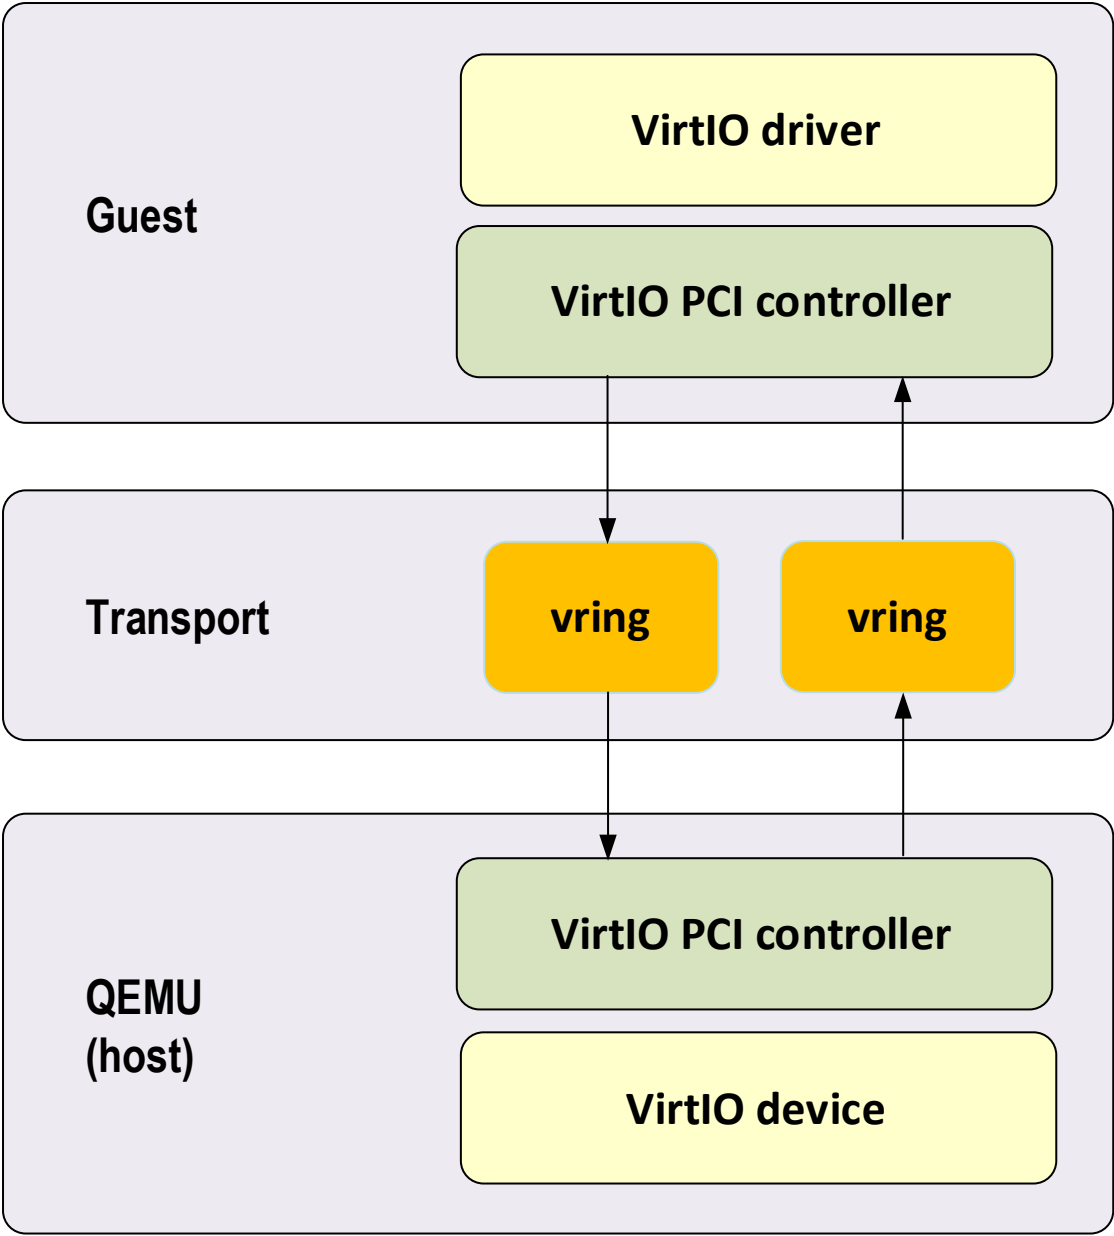 VirtIO driver
Guest
VirtIO PCI controller
Transport
vring
vring
VirtIO PCI controller
QEMU
(host)
VirtIO device